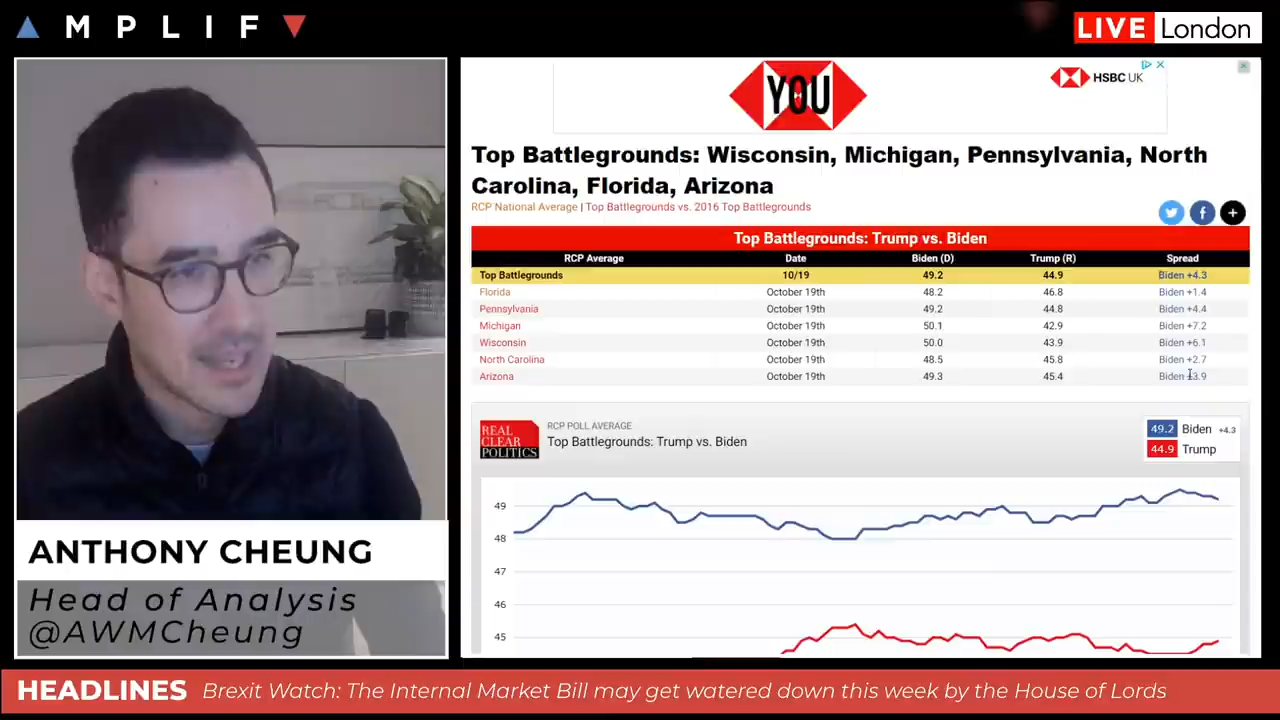 MPLIF
LIVE London
YOU
HSBC UK
Top Battlegrounds: Wisconsin, Michigan, Pennsylvania, North
Carolina, Florida, Arizona
RCP National Average | Top Battlegrounds vs. 2016 Top Battlegrounds
Top Battlegrounds: Trump vs. Biden
RCP Average Date Biden (D) Trump (R) Spread
Top Battlegrounds 10/19 49.2 44.9 Biden +4.3
Florida October 19th 48.2 46.8 Biden +1.4
Pennsylvania October 19th 49.2 44.8 Biden +4.4
Michigan October 19th 50.1 42.9 Biden +7.2
Wisconsin October 19th 50.0 43.9 Biden +6.1
North Carolina October 19th 48.5 45.8 Biden +2.7
Arizona October 19th 49.3 45.4 Biden +3.9
REAL
CLEAR
POLITICS
RCP POLL AVERAGE
Top Battlegrounds: Trump vs. Biden
49.2 Biden +4.3
44.9 Trump
49
48
47
46
45
ANTHONY CHEUNG
Head of Analysis
@AWMCheung
HEADLINES Brexit Watch: The Internal Market Bill may get watered down this week by the House of Lords